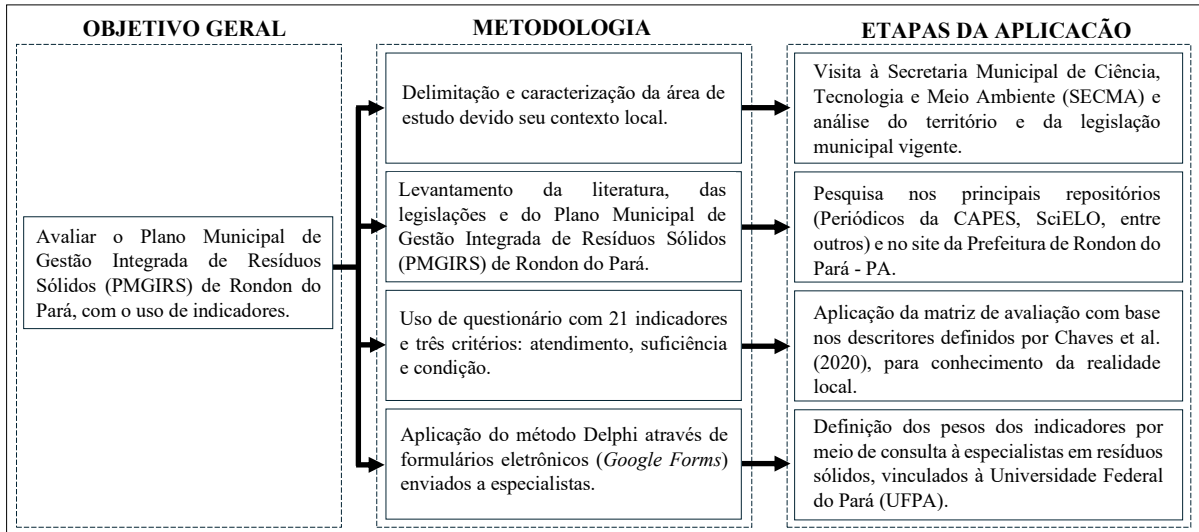 OBJETIVO GERAL
Avaliar o Plano Municipal de
Gestão Integrada de Resíduos
Sólidos (PMGIRS) de Rondon do
Pará, com o uso de indicadores.
METODOLOGIA
Delimitação e caracterização da área de
estudo devido seu contexto local.
Levantamento da literatura, das
legislações e do Plano Municipal de
Gestão Integrada de Resíduos Sólidos
(PMGIRS) de Rondon do Pará.
Uso de questionário com 21 indicadores
e três critérios: atendimento, suficiência
e condição.
Aplicação do método Delphi através de
formulários eletrônicos (Google Forms)
enviados a especialistas.
ETAPAS DA APLICACÃO
Visita à Secretaria Municipal de Ciência,
Tecnologia e Meio Ambiente (SECMA) e
análise do território e da legislação
municipal vigente.
Pesquisa nos principais repositórios
(Periódicos da CAPES, SciELO, entre
outros) e no site da Prefeitura de Rondon do
Pará - PA.
Aplicação da matriz de avaliação com base
nos descritores definidos por Chaves et al.
(2020), para conhecimento da realidade
local.
Definição dos pesos dos indicadores por
meio de consulta à especialistas em resíduos
sólidos, vinculados à Universidade Federal
do Pará (UFPA).